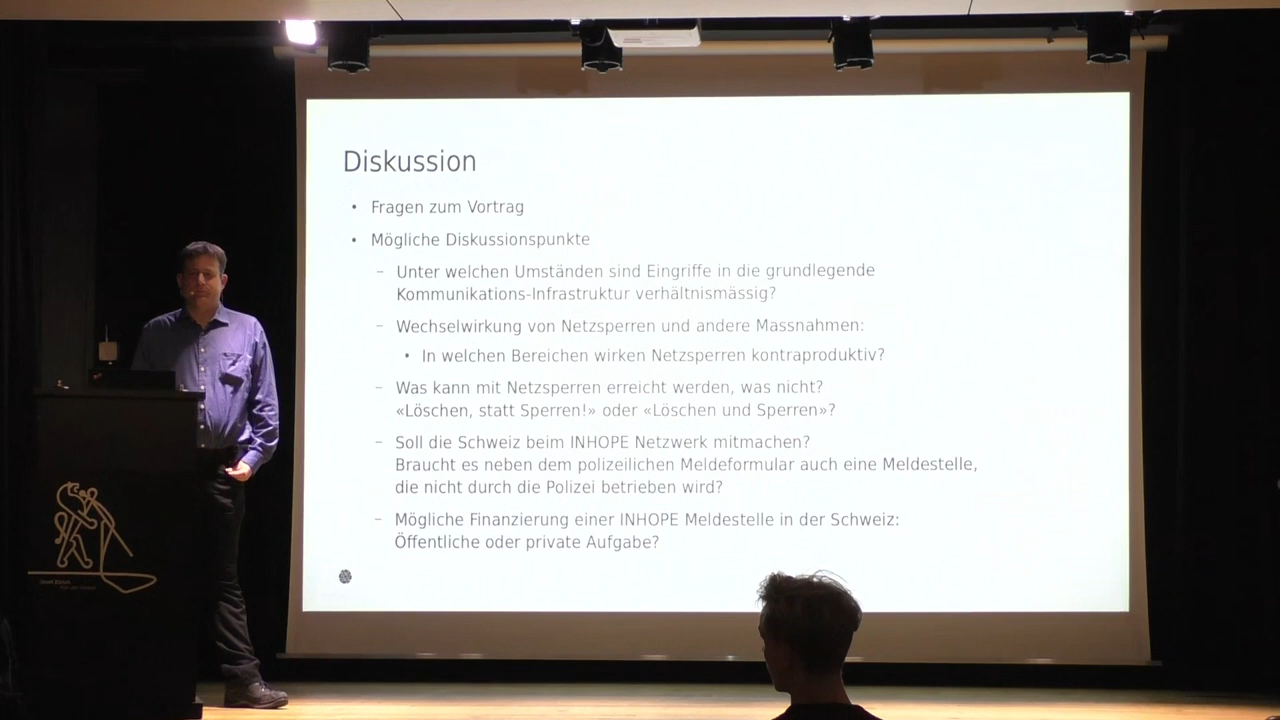 Diskussion
• Fragen zum Vortrag
• Mögliche Diskussionspunkte
– Unter welchen Umständen sind Eingriffe in die grundlegende
Kommunikations-Infrastruktur verhältnismässig?
– Wechselwirkung von Netzsperren und andere Massnahmen:
• In welchen Bereichen wirken Netzsperren kontraproduktiv?
– Was kann mit Netzsperren erreicht werden, was nicht?
«Löschen, statt Sperren!» oder «Löschen und Sperren»?
– Soll die Schweiz beim INHOPE Netzwerk mitmachen?
Braucht es neben dem polizeilichen Meldeformular auch eine Meldestelle,
die nicht durch die Polizei betrieben wird?
– Mögliche Finanzierung einer INHOPE Meldestelle in der Schweiz:
Öffentliche oder private Aufgabe?